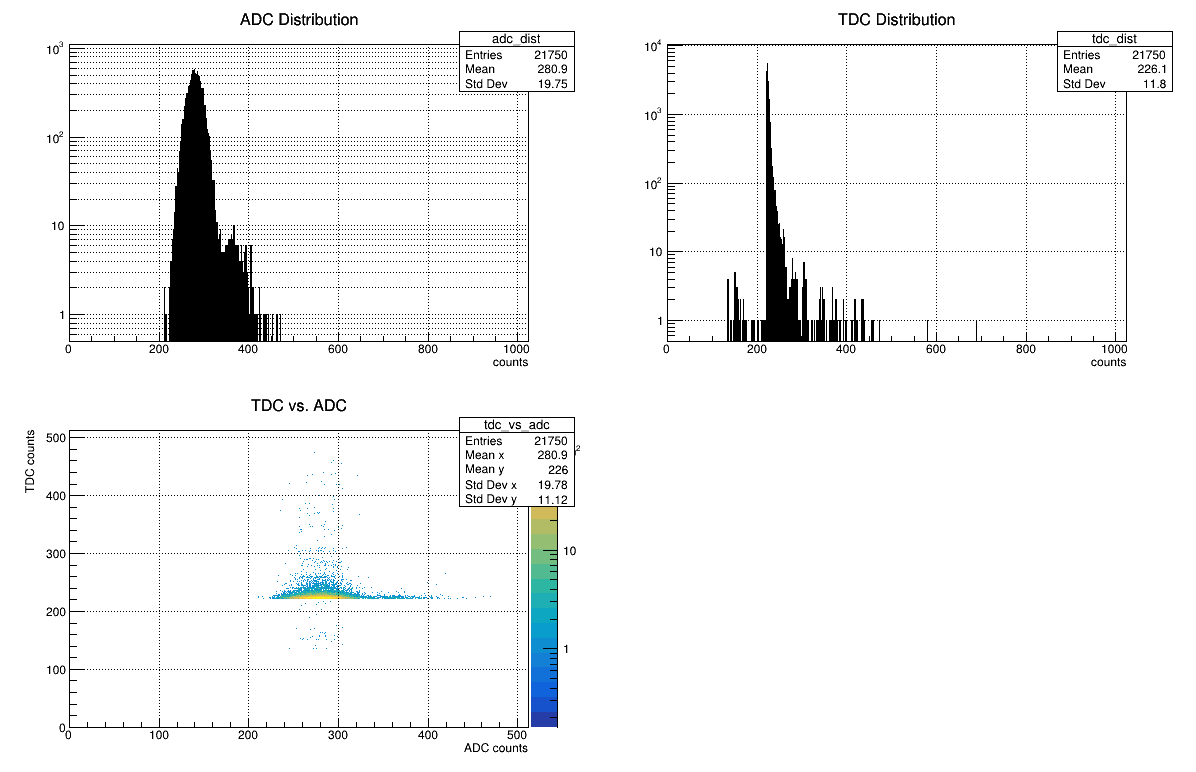 ADC Distribution
adc_dist
Entries 21750
Mean 280.9
Std Dev 19.75
10³
10²
10
1
0 200 400 600 800 1000
counts
TDC Distribution
tdc_dist
Entries 21750
Mean 226.1
Std Dev 11.8
10⁴
10³
10²
10
1
0 200 400 600 800 1000
counts
TDC vs. ADC
tdc_vs_adc
Entries 21750
Mean x 280.9
Mean y 226
Std Dev x 19.78
Std Dev y 11.12
TDC counts
500
400
300
200
100
0
0 100 200 300 400 500
ADC counts
10
1